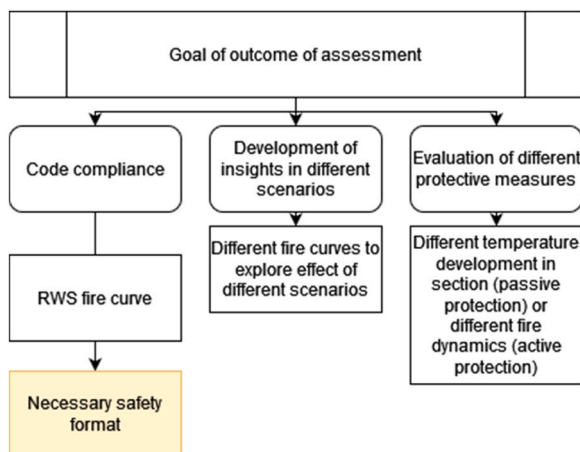 Goal of outcome of assessment
Code compliance
Development of
insights in different
scenarios
Evaluation of different
protective measures
RWS fire curve
Different fire curves to
explore effect of
different scenarios
Different temperature
development in
section (passive
protection) or
different fire
dynamics (active
protection)
Necessary safety
format